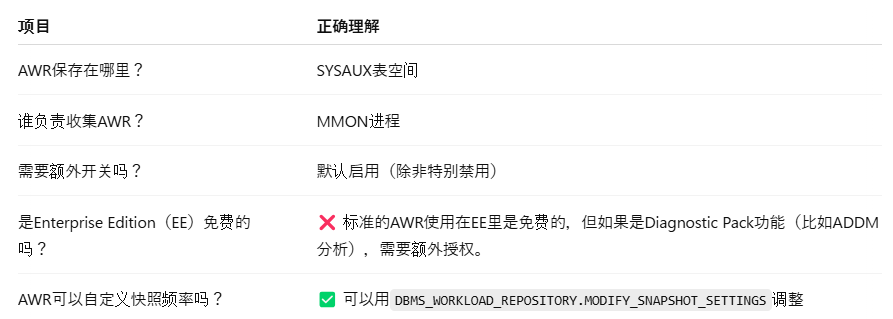 项目 正确理解
AWR保存在哪里？ SYSAUX表空间
谁负责收集AWR？ MMON进程
需要额外开关吗？ 默认启用（除非特别禁用）
是Enterprise Edition（EE）免费的 ❌ 标准的AWR使用在EE里是免费的，但如果是Diagnostic Pack功能（比如ADDM
吗？ 分析），需要额外授权。
AWR可以自定义快照频率吗？ ✅ 可以用 DBMS_WORKLOAD_REPOSITORY.MODIFY_SNAPSHOT_SETTINGS 调整